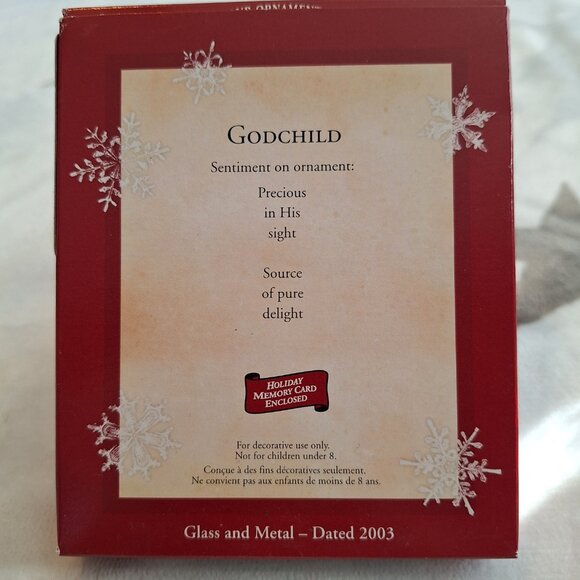 ORNAMENT
GODCHILD
Sentiment on ornament:
Precious
in His
sight
Source
of pure
delight
HOLIDAY
MEMORY CARD
ENCLOSED
For decorative use only.
Not for children under 8.
Conçue à des fins décoratives seulement.
Ne convient pas aux enfants de moins de 8 ans.
Glass and Metal – Dated 2003